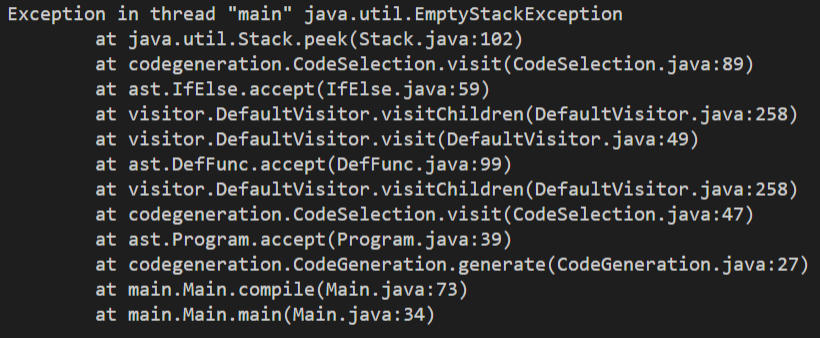 Exception in thread "main" java.util.EmptyStackException
at java.util.Stack.peek(Stack.java:102)
at codegeneration.CodeSelection.visit(CodeSelection.java:89)
at ast.IfElse.accept(IfElse.java:59)
at visitor.DefaultVisitor.visitChildren(DefaultVisitor.java:258)
at visitor.DefaultVisitor.visit(DefaultVisitor.java:49)
at ast.DefFunc.accept(DefFunc.java:99)
at visitor.DefaultVisitor.visitChildren(DefaultVisitor.java:258)
at codegeneration.CodeSelection.visit(CodeSelection.java:47)
at ast.Program.accept(Program.java:39)
at codegeneration.CodeGeneration.generate(CodeGeneration.java:27)
at main.Main.compile(Main.java:73)
at main.Main.main(Main.java:34)